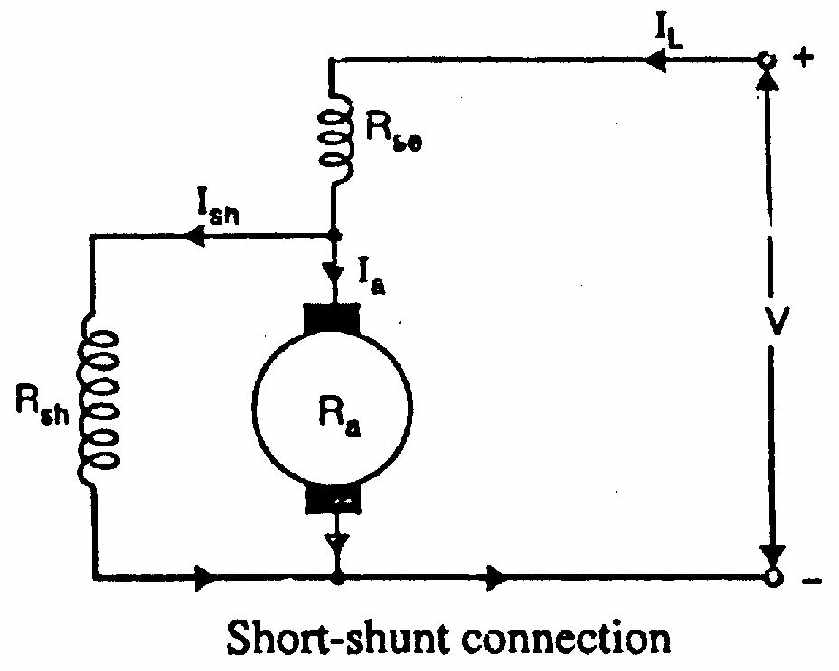 I_L
+
R_se
I_sh
I_a
V
R_sh
R_a
-
Short-shunt connection